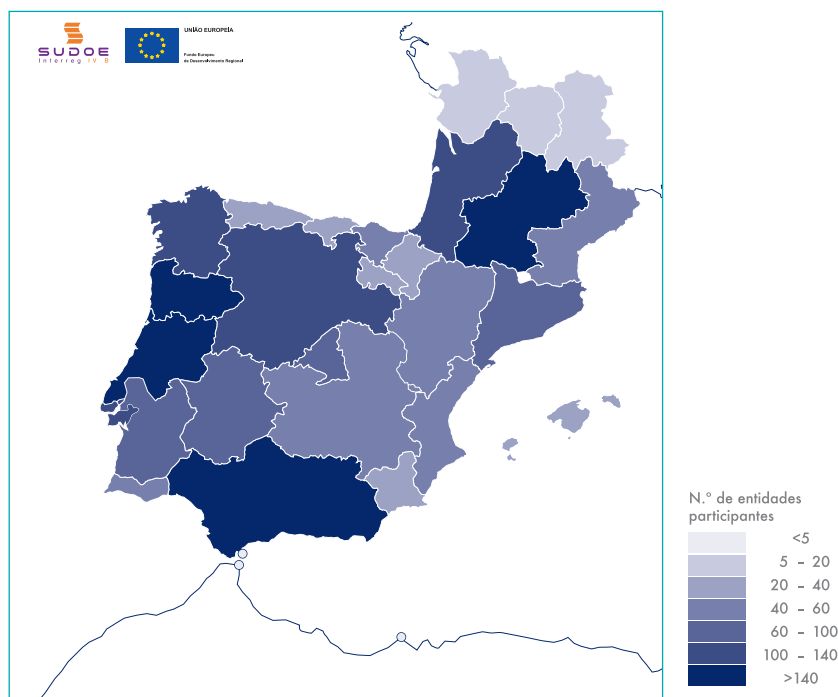 SUDOE
Interreg IV B
UNIÃO EUROPEÍA
Fundo Europeu
de Desenvolvimento Regional
N.º de entidades
participantes
<5
5 – 20
20 – 40
40 – 60
60 – 100
100 – 140
>140